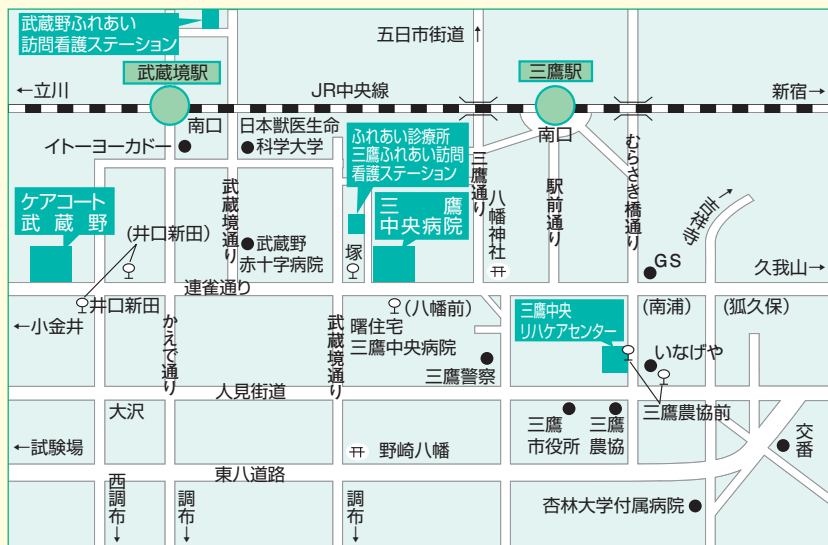 武蔵野ふれあい
訪問看護ステーション
五日市街道↑
武蔵境駅
三鷹駅
←立川
JR中央線
新宿→
南口
日本獣医生命
科学大学
南口
イトーヨーカドー
ふれあい診療所
三鷹ふれあい訪問
看護ステーション
三鷹通り
駅前通り
むらさき橋通り
吉祥寺→
ケアコート
武蔵野
(井口新田)
武蔵境通り
武蔵野
赤十字病院
塚
三鷹
中央病院
八幡神社
GS
久我山→
連雀通り
井口新田
(八幡前)
(南浦)
(狐久保)
←小金井
かえで通り
武蔵境通り
曙住宅
三鷹中央病院
三鷹中央
リハケアセンター
いなげや
三鷹警察
人見街道
三鷹農協前
大沢
三鷹
市役所
三鷹
農協
交番
←試験場
野崎八幡
東八道路
西調布→
調布→
調布→
杏林大学付属病院